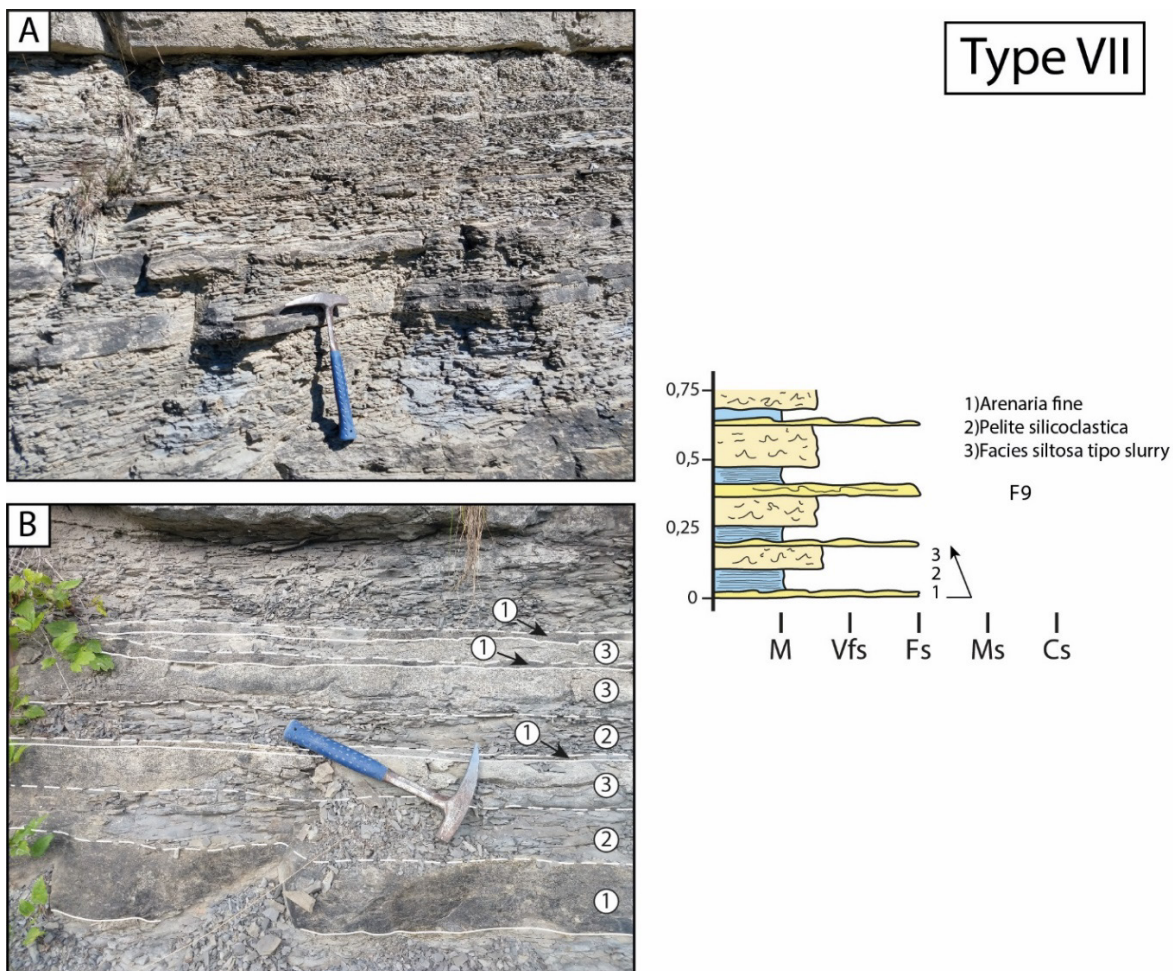 A
Type VII
0,75
0,5
0,25
0
1)Arenaria fine
2)Pelite silicoclastica
3)Facies siltosa tipo slurry
F9
3
2
1
M Vfs Fs Ms Cs
B
1
3
1
3
2
1
3
2
1